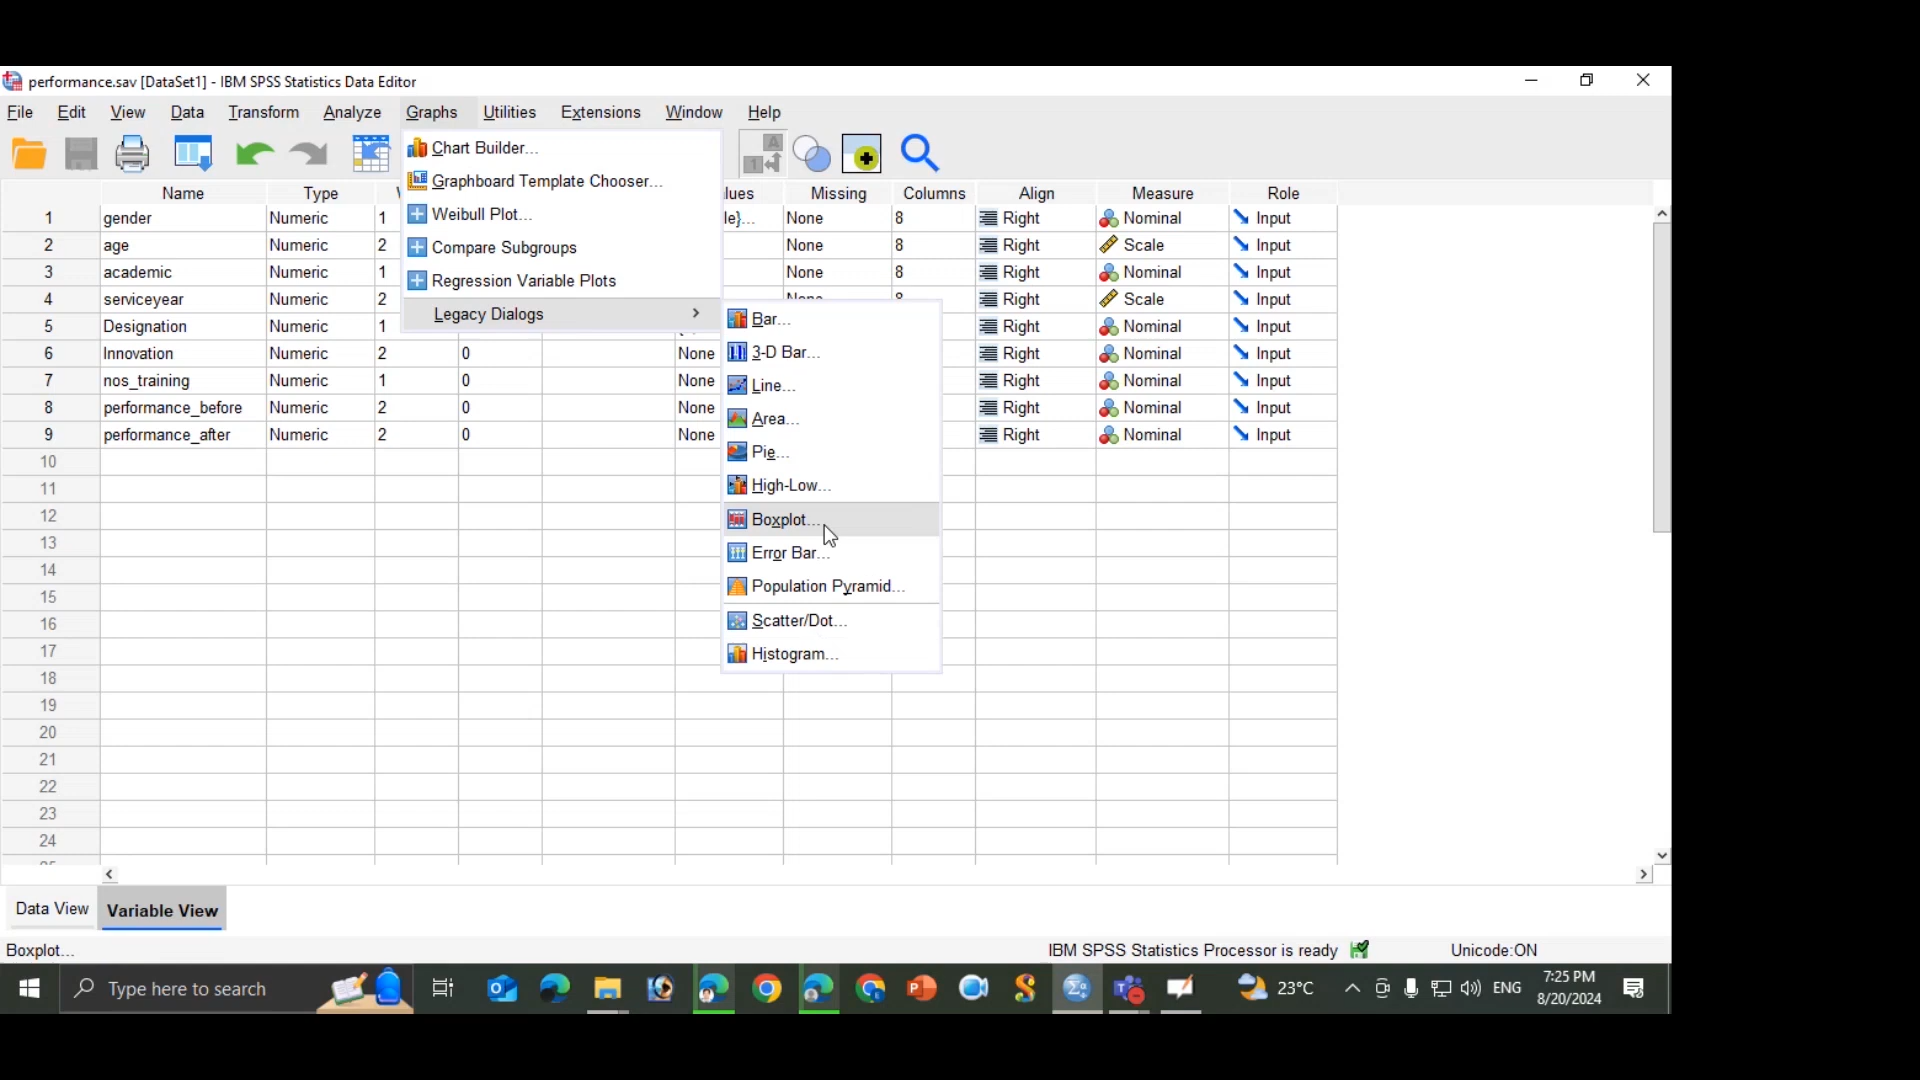 performance.sav [DataSet1] - IBM SPSS Statistics Data Editor
File Edit View Data Transform Analyze Graphs Utilities Extensions Window Help
Chart Builder...
Graphboard Template Chooser...
Weibull Plot...
Compare Subgroups
Regression Variable Plots
Legacy Dialogs
Bar...
3-D Bar...
Line...
Area...
Pie...
High-Low...
Boxplot...
Error Bar...
Population Pyramid...
Scatter/Dot...
Histogram...
Name Type Missing Columns Align Measure Role
1 gender Numeric 1 None 8 Right Nominal Input
2 age Numeric 2 None 8 Right Scale Input
3 academic Numeric 1 None 8 Right Nominal Input
4 serviceyear Numeric 2 None 8 Right Scale Input
5 Designation Numeric 1 Right Nominal Input
6 Innovation Numeric 2 0 None Right Nominal Input
7 nos_training Numeric 1 0 None Right Nominal Input
8 performance_before Numeric 2 0 None Right Nominal Input
9 performance_after Numeric 2 0 None Right Nominal Input
10
11
12
13
14
15
16
17
18
19
20
21
22
23
24
Data View Variable View
Boxplot... IBM SPSS Statistics Processor is ready Unicode:ON
Type here to search 23°C ENG 7:25 PM
8/20/2024